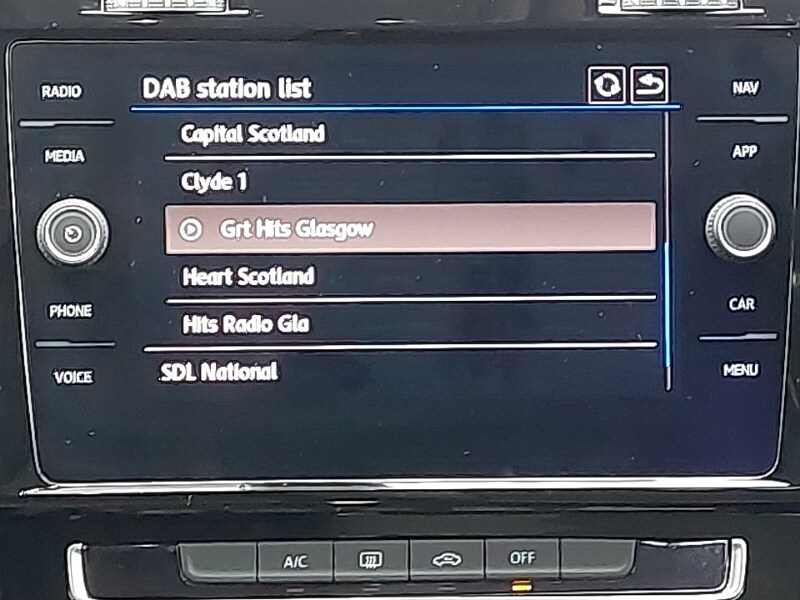 DAB station list
RADIO
NAV
Capital Scotland
MEDIA
APP
Clyde 1
Grt Hits Glasgow
Heart Scotland
PHONE
CAR
Hits Radio Gla
VOICE
SDL National
MENU
A/C
OFF